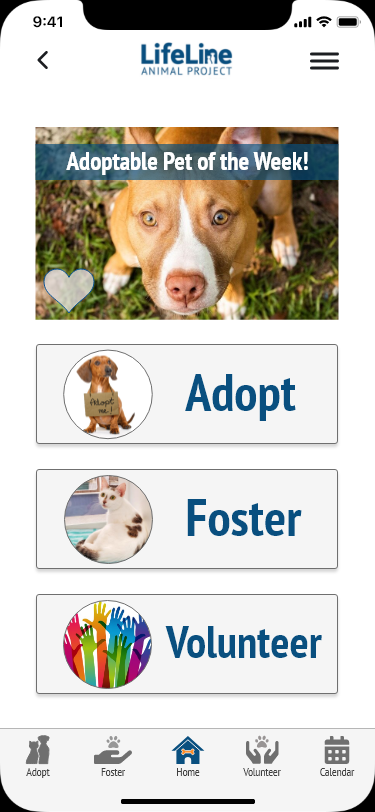 9:41
LifeLine
ANIMAL PROJECT
Adoptable Pet of the Week!
Adopt me!
Adopt
Foster
Volunteer
Adopt
Foster
Home
Volunteer
Calendar